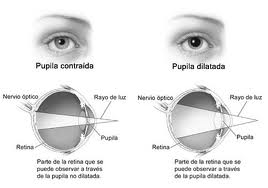 Pupila contraída
Pupila dilatada
Nervio óptico
Rayo de luz
Pupila
Retina
Parte de la retina que se
puede observar a través
de la pupila no dilatada.
Nervio óptico
Rayo de luz
Pupila
Retina
Parte de la retina que se
puede observar a través
de la pupila dilatada.